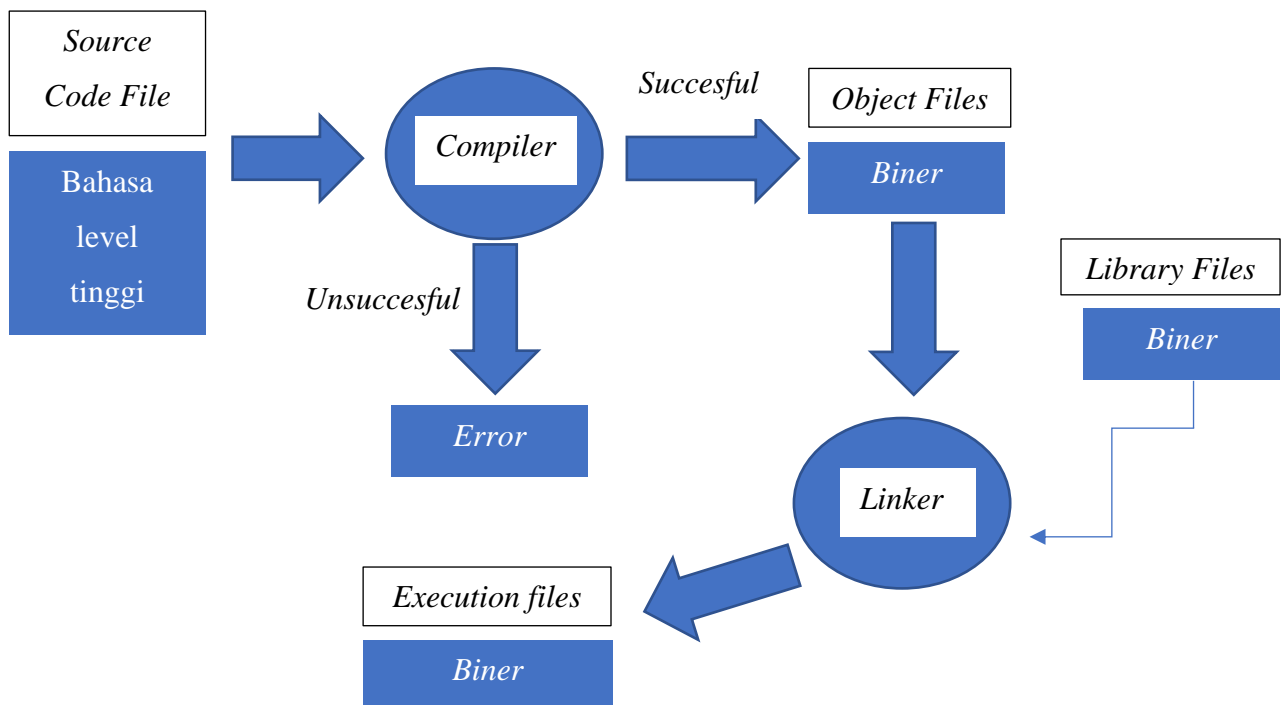 Source
Code File
Bahasa
level
tinggi
Compiler
Succesful
Unsuccesful
Error
Object Files
Biner
Library Files
Biner
Linker
Execution files
Biner